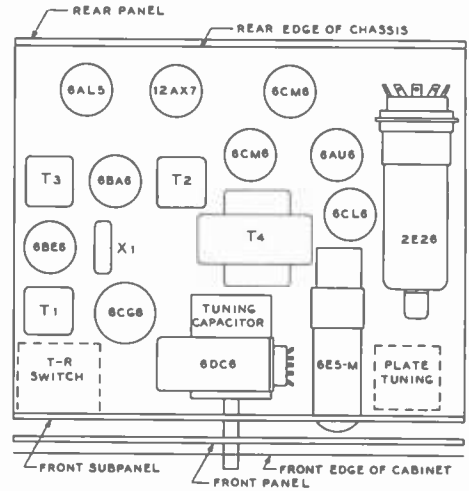 REAR PANEL
REAR EDGE OF CHASSIS
6AL5
12AX7
6CM6
6CM6
6AU6
T3
6BA6
T2
6CL6
6BE6
X1
T4
2E26
T1
6CG8
TUNING
CAPACITOR
T-R
SWITCH
6DC6
6E5-M
PLATE
TUNING
FRONT SUBPANEL
FRONT PANEL
FRONT EDGE OF CABINET